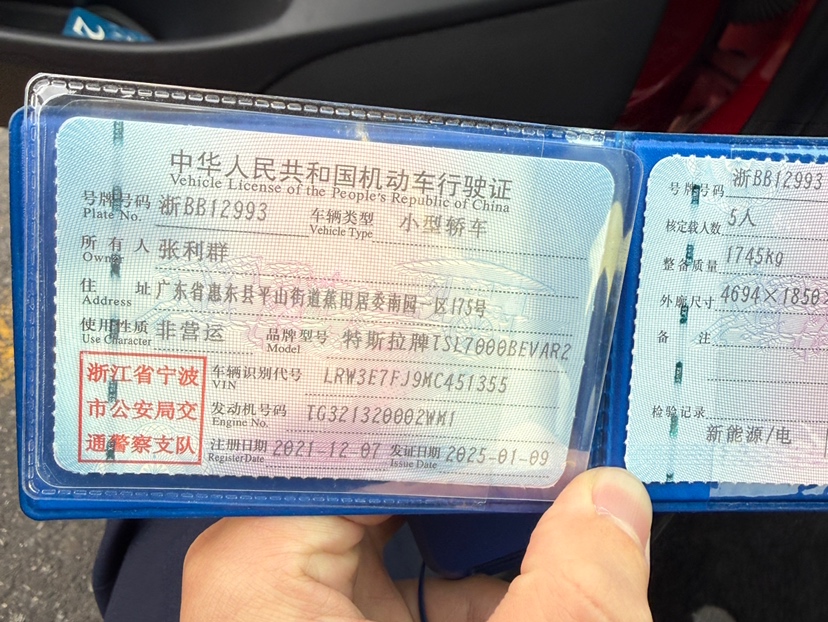 2
中华人民共和国机动车行驶证
Vehicle License of the People's Republic of China
号牌号码 浙BB12993 车辆类型 小型轿车
Plate No. Vehicle Type
所有人 张利群
Owner
住址 广东省惠东县平山街道蕉田居委南园一区175号
Address
使用性质 非营运 品牌型号 特斯拉牌TSL7000BEVAR2
Use Character Model
浙江省宁波
市公安局交
通警察支队
车辆识别代号 LRW3E7FJ9MC451355
VIN
发动机号码 TG321320002WM1
Engine No.
注册日期 2021-12-07 发证日期 2025-01-09
Register Date Issue Date
号牌号码 浙BB12993
核定载人数 5人
整备质量 1745kg
外廓尺寸 4694×1850×
备注
检验记录
新能源/电